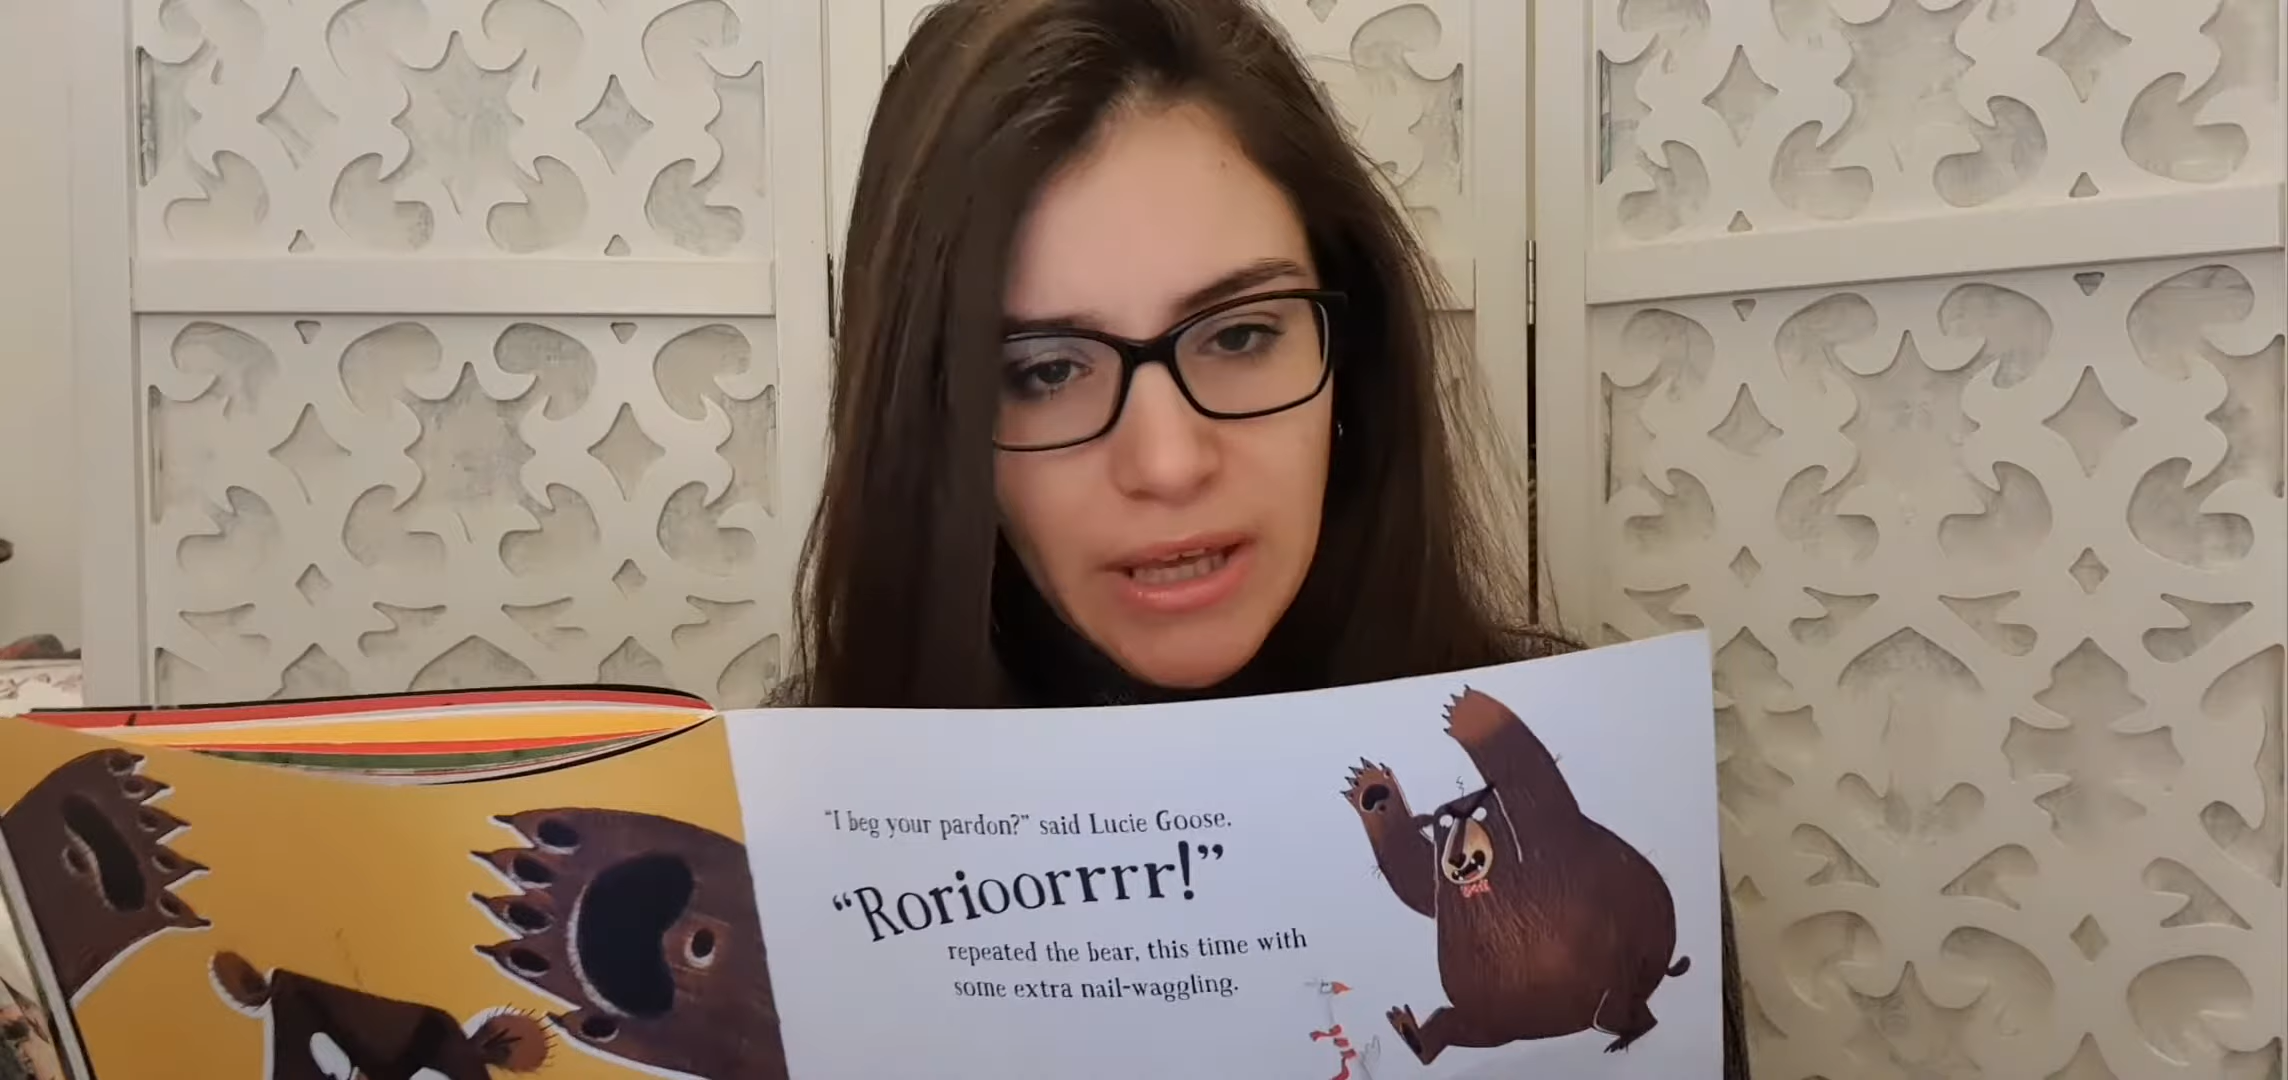 "I beg your pardon?" said Lucie Goose.
"Rorioorrrr!"
repeated the bear, this time with
some extra nail-waggling.